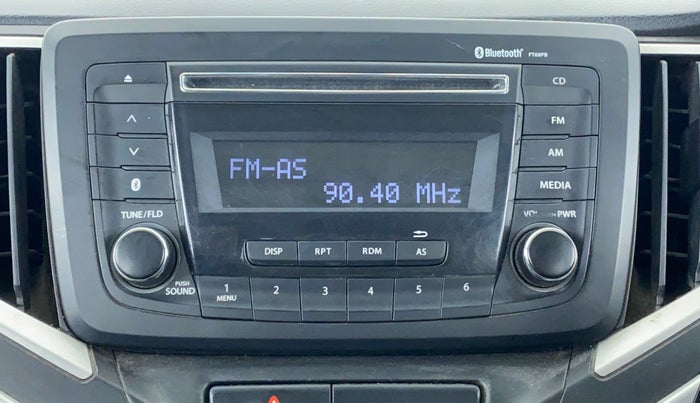 Bluetooth® PT68PB
CD
FM
AM
MEDIA
FM-AS
90.40 MHz
TUNE/FLD
PWR
DISP RPT RDM AS
PUSH
SOUND
1 2 3 4 5 6
MENU